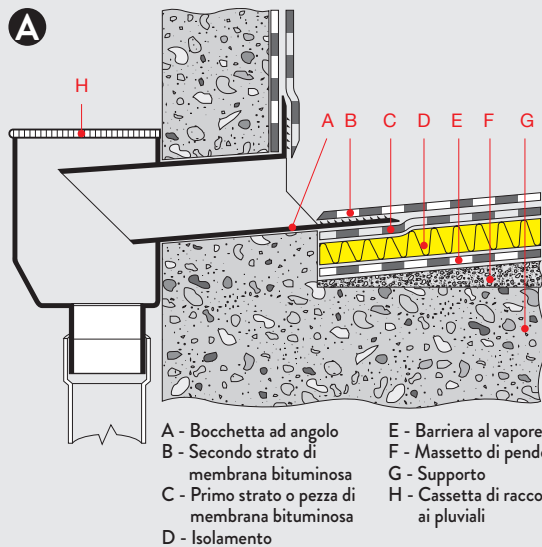 A
H
A B C D E F G
A - Bocchetta ad angolo
B - Secondo strato di
membrana bituminosa
C - Primo strato o pezza di
membrana bituminosa
D - Isolamento
E - Barriera al vapore
F - Massetto di pende
G - Supporto
H - Cassetta di racco
ai pluviali